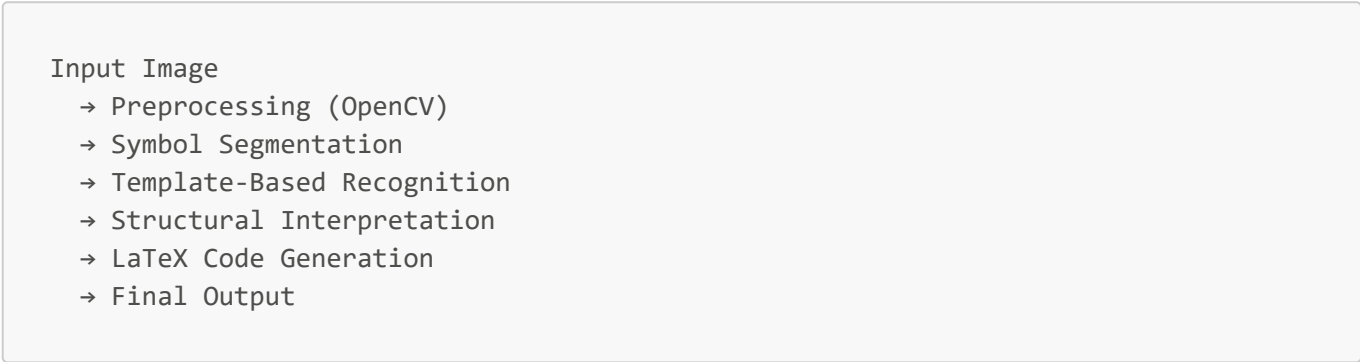 Input Image
→ Preprocessing (OpenCV)
→ Symbol Segmentation
→ Template-Based Recognition
→ Structural Interpretation
→ LaTeX Code Generation
→ Final Output